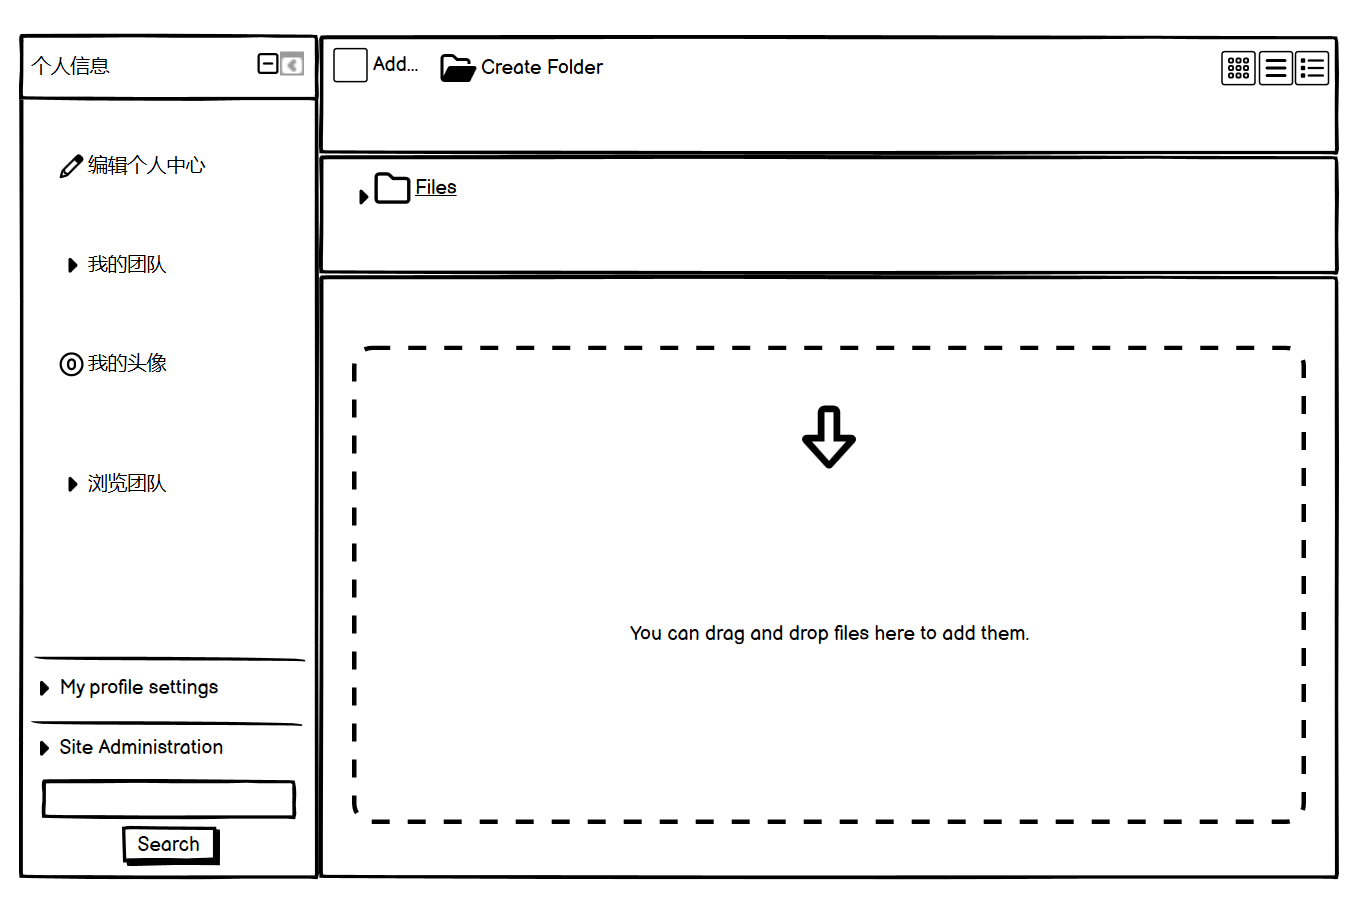 个人信息
编辑个人中心
我的团队
我的头像
浏览团队
My profile settings
Site Administration
Search
Add...
Create Folder
Files
You can drag and drop files here to add them.